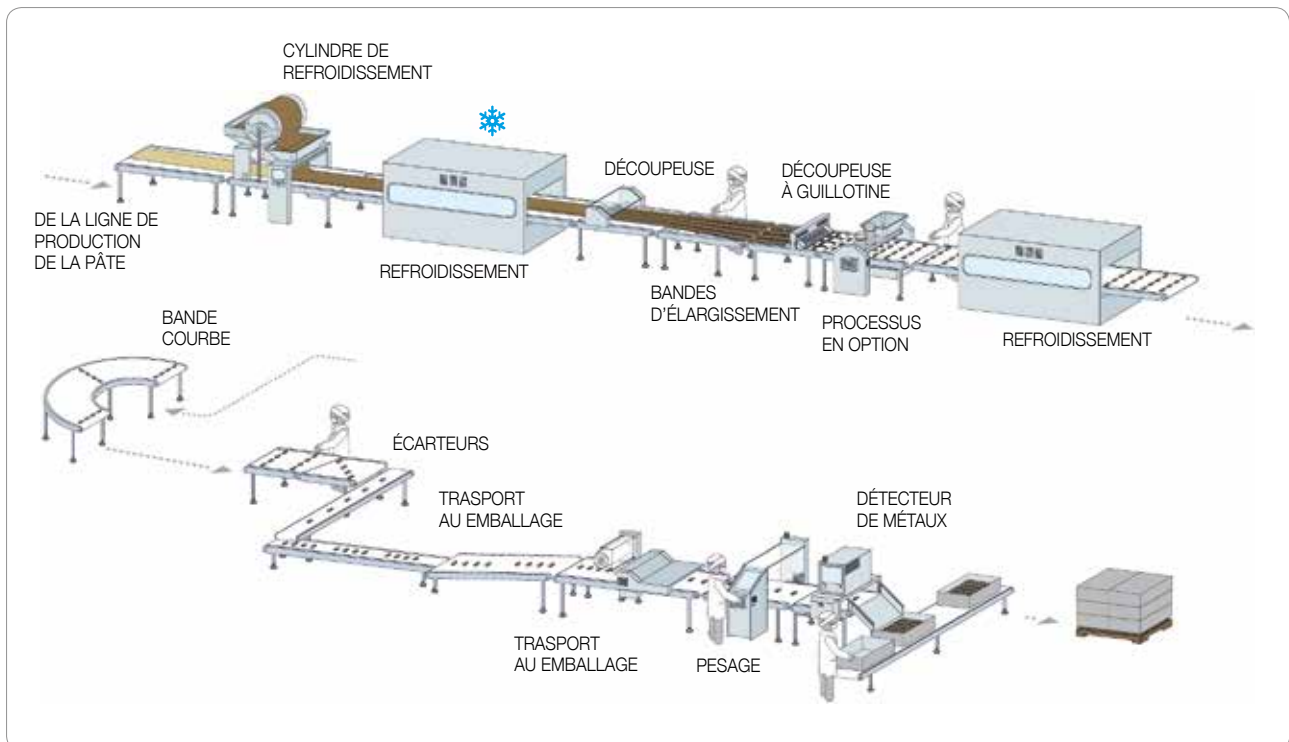 CYLINDRE DE
REFROIDISSEMENT
DÉCOUPEUSE
DÉCOUPEUSE
À GUILLOTINE
DE LA LIGNE DE
PRODUCTION
DE LA PÂTE
REFROIDISSEMENT
BANDES
D'ÉLARGISSEMENT
PROCESSUS
EN OPTION
REFROIDISSEMENT
BANDE
COURBE
ÉCARTEURS
TRASPORT
AU EMBALLAGE
DÉTECTEUR
DE MÉTAUX
TRASPORT
AU EMBALLAGE
PESAGE